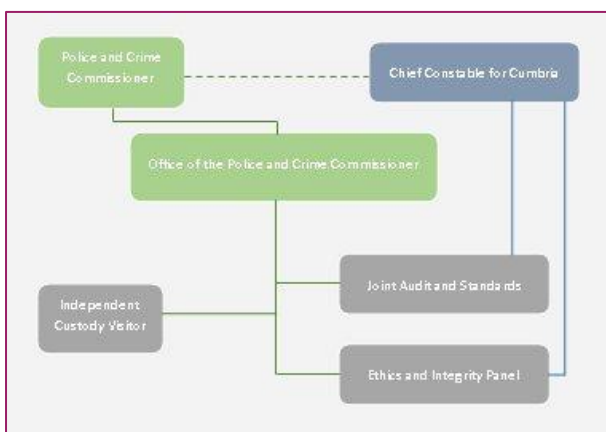 Police and Crime
Commissioner
Chief Constable for Cumbria
Office of the Police and Crime Commissioner
Joint Audit and Standards
Independent
Custody Visitor
Ethics and Integrity Panel